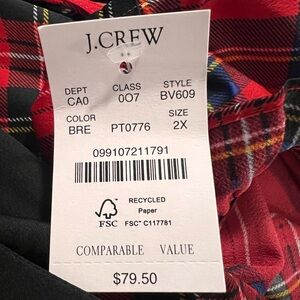 J.CREW
DEPT CLASS STYLE
CA0 007 BV609
COLOR SIZE
BRE PT0776 2X
099107211791
RECYCLED
Paper
FSC FSC® C117781
COMPARABLE VALUE
$79.50